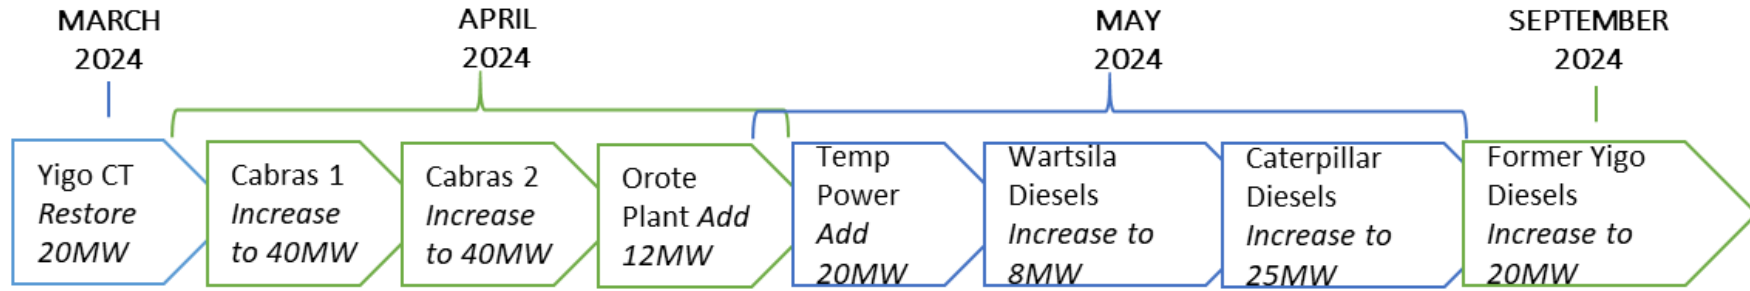 MARCH
2024
APRIL
2024
MAY
2024
SEPTEMBER
2024
Yigo CT
Restore
20MW
Cabras 1
Increase
to 40MW
Cabras 2
Increase
to 40MW
Orote
Plant Add
12MW
Temp
Power
Add
20MW
Wartsila
Diesels
Increase to
8MW
Caterpillar
Diesels
Increase to
25MW
Former Yigo
Diesels
Increase to
20MW